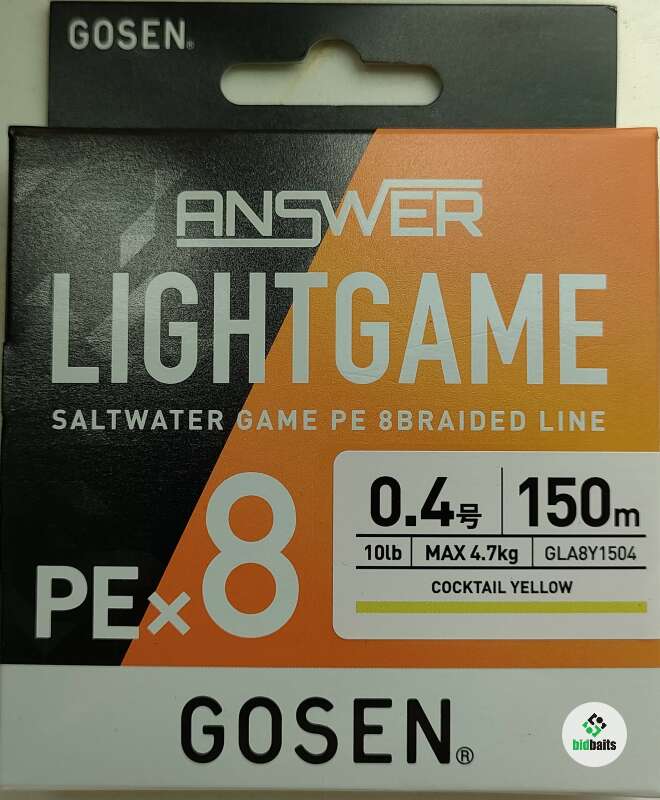 GOSEN®
ANSWER
LIGHTGAME
SALTWATER GAME PE 8BRAIDED LINE
PE×8
0.4号 150m
10lb MAX 4.7kg GLA8Y1504
COCKTAIL YELLOW
GOSEN®
bidbaits